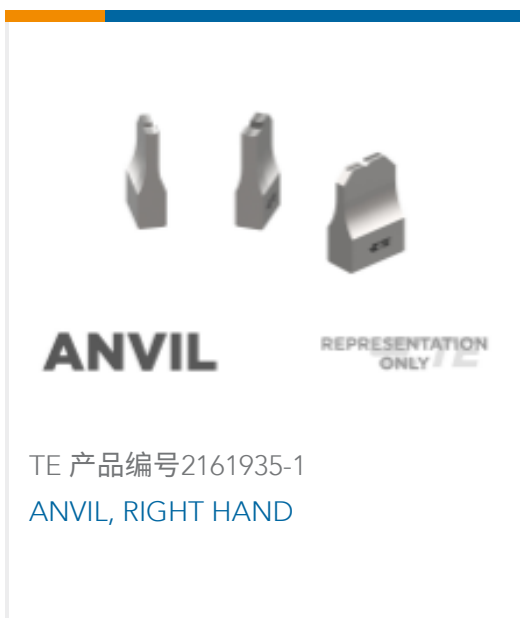 ANVIL
REPRESENTATION
ONLY
TE
TE 产品编号2161935-1
ANVIL, RIGHT HAND